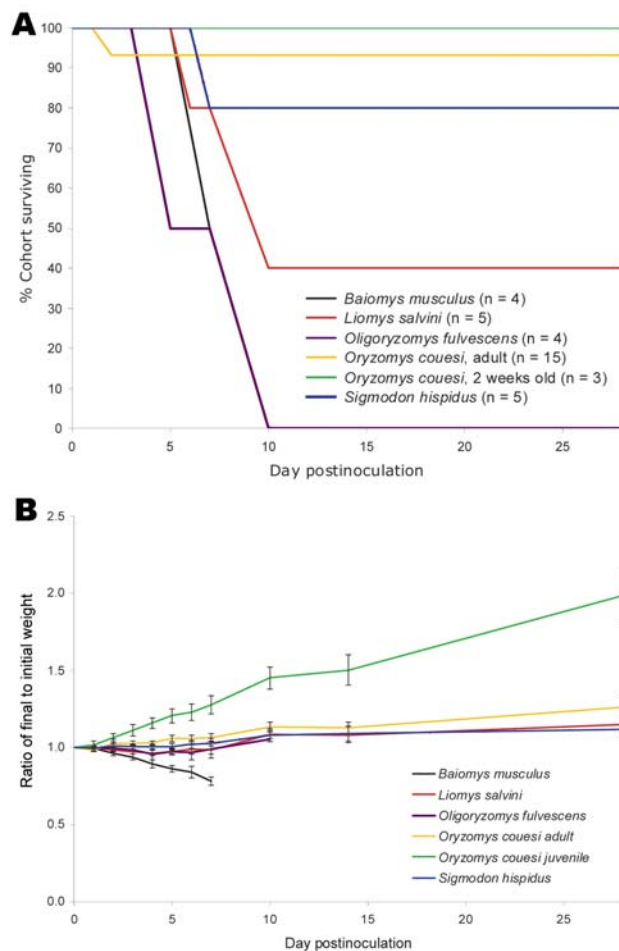 A
100
90
80
70
60
50
40
30
20
10
0
% Cohort surviving
Baiomys musculus (n = 4)
Liomys salvini (n = 5)
Oligoryzomys fulvescens (n = 4)
Oryzomys couesi, adult (n = 15)
Oryzomys couesi, 2 weeks old (n = 3)
Sigmodon hispidus (n = 5)
0 5 10 15 20 25
Day postinoculation
B
2.5
2.0
1.5
1.0
0.5
0.0
Ratio of final to initial weight
Baiomys musculus
Liomys salvini
Oligoryzomys fulvescens
Oryzomys couesi adult
Oryzomys couesi juvenile
Sigmodon hispidus
0 5 10 15 20 25
Day postinoculation